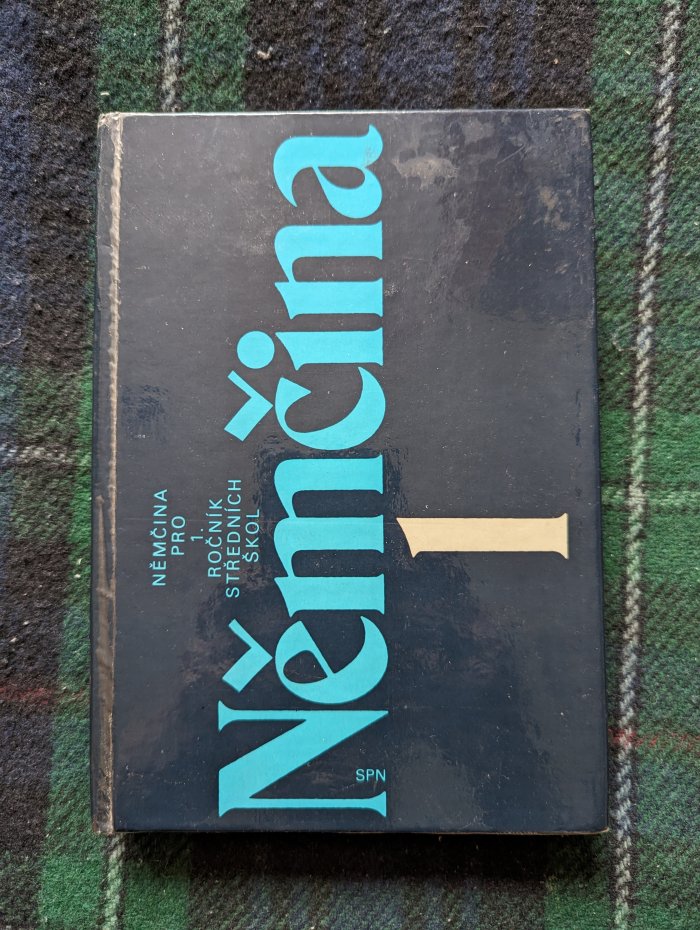 NĚMČINA
PRO
1.
ROČNÍK
STŘEDNÍCH
ŠKOL
Němčina
SPN
1